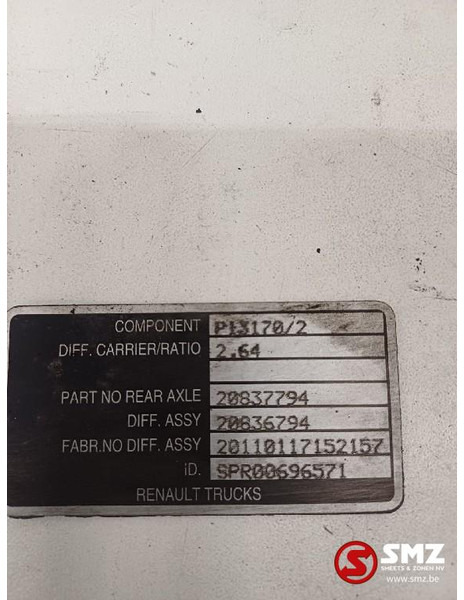 COMPONENT P13170/2
DIFF. CARRIER/RATIO 2.64
PART NO REAR AXLE 20837794
DIFF. ASSY 20836794
FABR.NO DIFF. ASSY 20110117152157
iD. SPR00696571
RENAULT TRUCKS
SMZ
SMEETS & ZONEN NV
www.smz.be